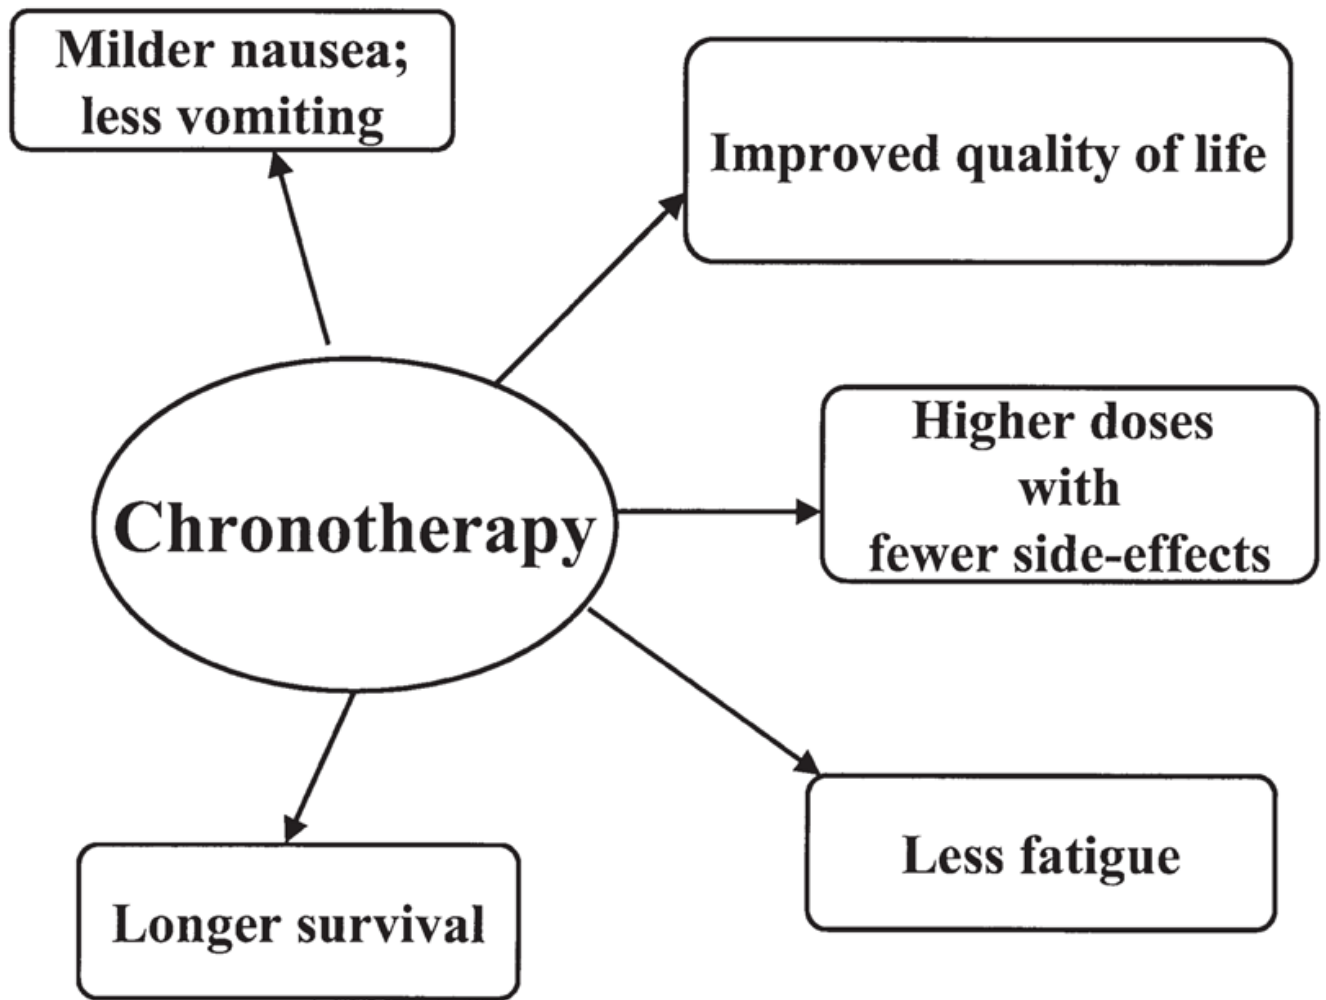 Milder nausea;
less vomiting
Improved quality of life
Higher doses
with
fewer side-effects
Chronotherapy
Less fatigue
Longer survival